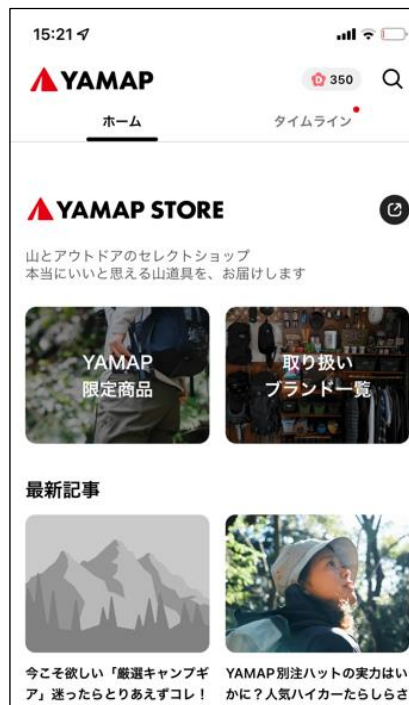 15:21
YAMAP
350
ホーム
タイムライン
YAMAP STORE
山とアウトドアのセレクトショップ
本当にいいと思える山道具を、お届けします
YAMAP
限定商品
取り扱い
ブランド一覧
最新記事
今こそ欲しい「厳選キャンプギ
ア」迷ったらとりあえずコレ！
YAMAP別注ハットの実力はい
かに？人気ハイカーたらしらさ